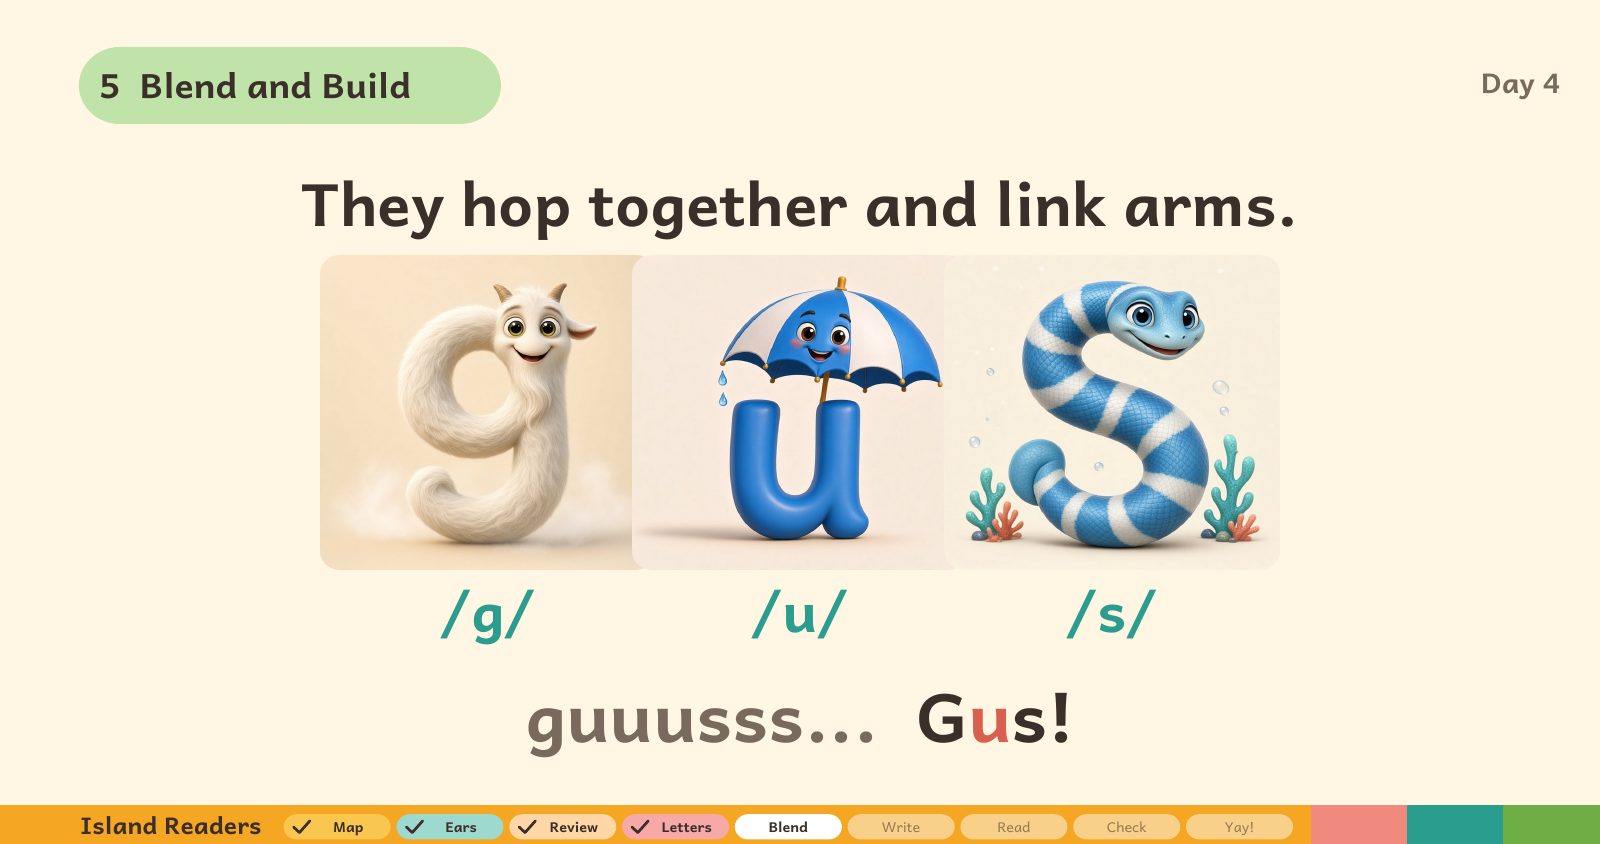 5 Blend and Build
Day 4
They hop together and link arms.
/g/ /u/ /s/
guuusss... Gus!
Island Readers Map Ears Review Letters Blend Write Read Check Yay!